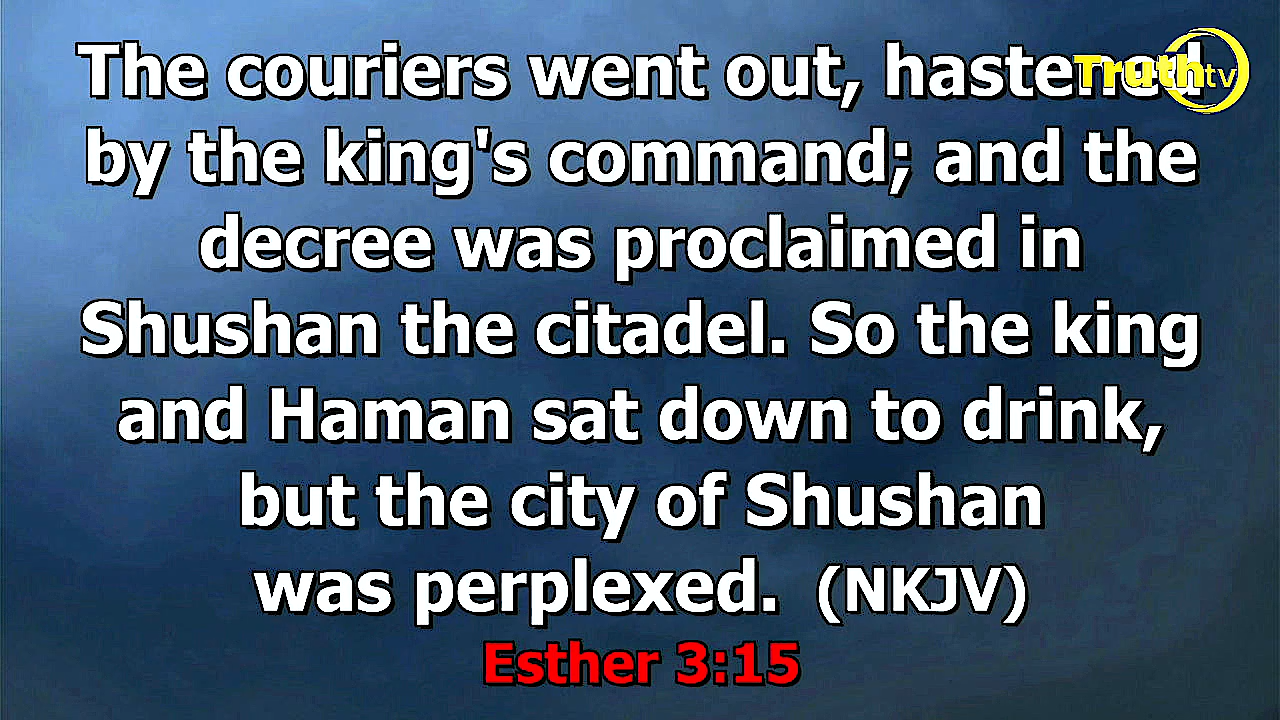 The couriers went out, hastened
by the king's command; and the
decree was proclaimed in
Shushan the citadel. So the king
and Haman sat down to drink,
but the city of Shushan
was perplexed. (NKJV)
Esther 3:15
Truth tv